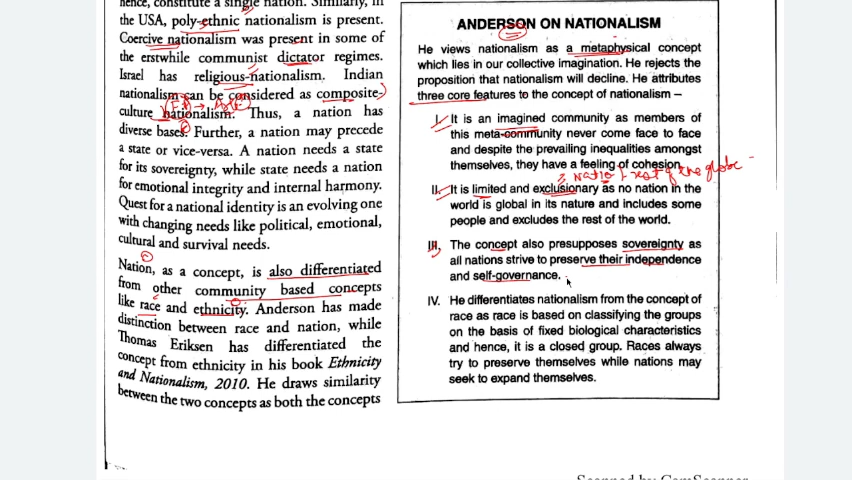 hence, constitute a single nation. Similarly, in
the USA, poly-ethnic nationalism is present.
Coercive nationalism was present in some of
the erstwhile communist dictator regimes.
Israel has religious-nationalism. Indian
nationalism can be considered as composite-
culture nationalism. Thus, a nation has
diverse bases. Further, a nation may precede
a state or vice-versa. A nation needs a state
for its sovereignty, while state needs a nation
for emotional integrity and internal harmony.
Quest for a national identity is an evolving one
with changing needs like political, emotional,
cultural and survival needs.
Nation, as a concept, is also differentiated
from other community based concepts
like race and ethnicity. Anderson has made
distinction between race and nation, while
Thomas Eriksen has differentiated the
concept from ethnicity in his book Ethnicity
and Nationalism, 2010. He draws similarity
between the two concepts as both the concepts
ANDERSON ON NATIONALISM
He views nationalism as a metaphysical concept
which lies in our collective imagination. He rejects the
proposition that nationalism will decline. He attributes
three core features to the concept of nationalism –
I. It is an imagined community as members of
this meta-community never come face to face
and despite the prevailing inequalities amongst
themselves, they have a feeling of cohesion.
rest of the globe
II. It is limited and exclusionary as no nation in the
world is global in its nature and includes some
people and excludes the rest of the world.
III. The concept also presupposes sovereignty as
all nations strive to preserve their independence
and self-governance.
IV. He differentiates nationalism from the concept of
race as race is based on classifying the groups
on the basis of fixed biological characteristics
and hence, it is a closed group. Races always
try to preserve themselves while nations may
seek to expand themselves.